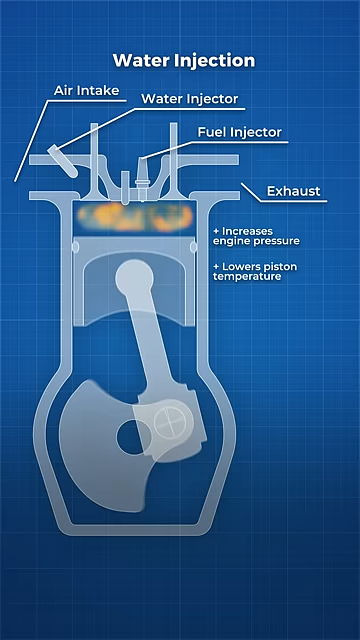 Water Injection
Air Intake
Water Injector
Fuel Injector
Exhaust
+ Increases
engine pressure
+ Lowers piston
temperature